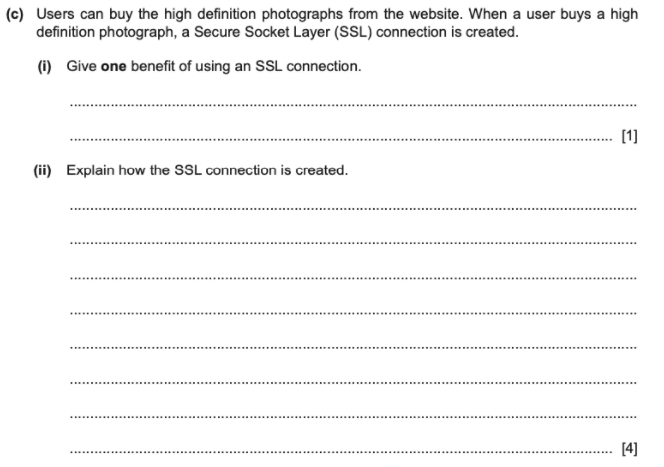 (c) Users can buy the high definition photographs from the website. When a user buys a high
definition photograph, a Secure Socket Layer (SSL) connection is created.
(i) Give one benefit of using an SSL connection.
[1]
(ii) Explain how the SSL connection is created.
[4]